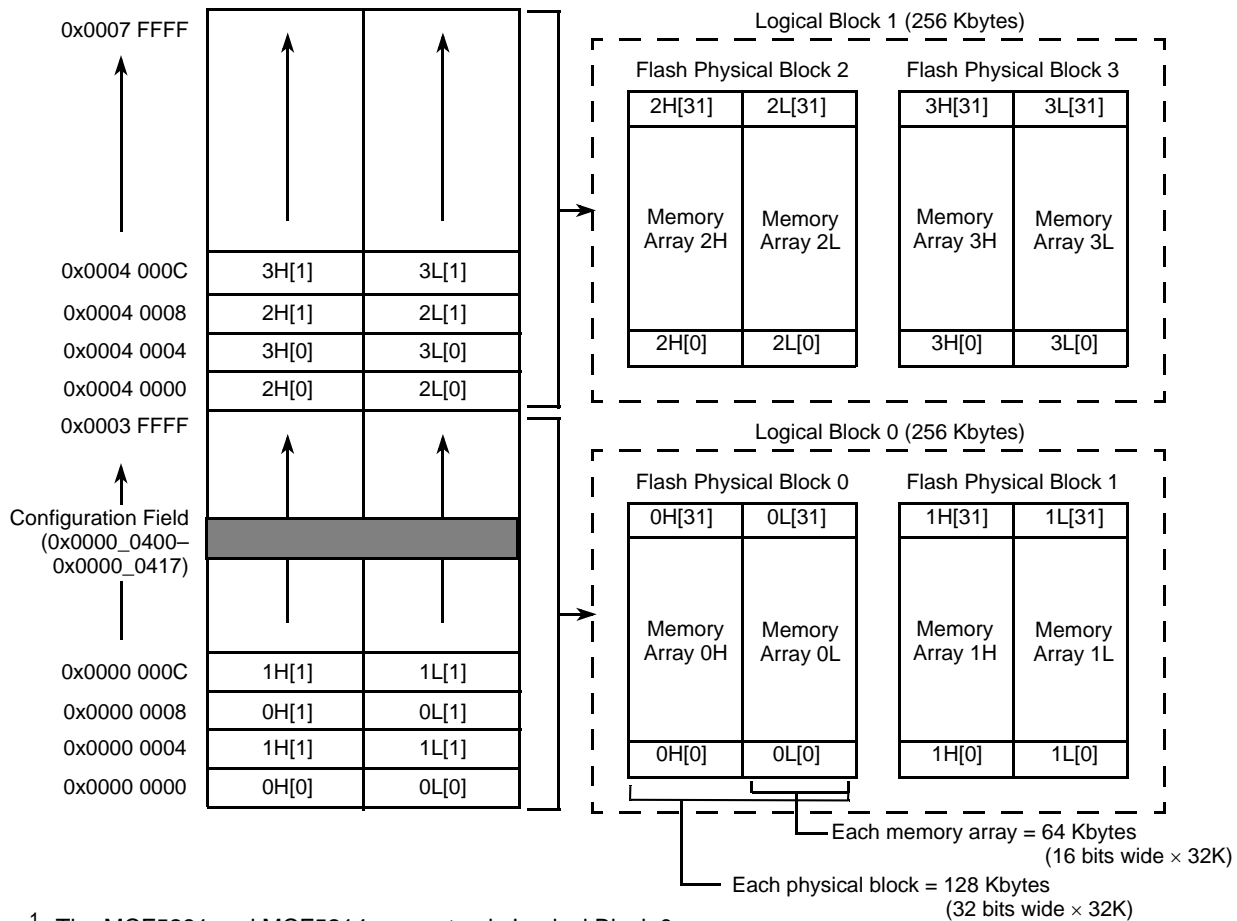 0x0007 FFFF
0x0004 000C 3H[1] 3L[1]
0x0004 0008 2H[1] 2L[1]
0x0004 0004 3H[0] 3L[0]
0x0004 0000 2H[0] 2L[0]
0x0003 FFFF
Configuration Field
(0x0000_0400–
0x0000_0417)
0x0000 000C 1H[1] 1L[1]
0x0000 0008 0H[1] 0L[1]
0x0000 0004 1H[1] 1L[1]
0x0000 0000 0H[0] 0L[0]
Logical Block 1 (256 Kbytes)
Flash Physical Block 2
2H[31] 2L[31]
Memory
Array 2H
Memory
Array 2L
2H[0] 2L[0]
Flash Physical Block 3
3H[31] 3L[31]
Memory
Array 3H
Memory
Array 3L
3H[0] 3L[0]
Logical Block 0 (256 Kbytes)
Flash Physical Block 0
0H[31] 0L[31]
Memory
Array 0H
Memory
Array 0L
0H[0] 0L[0]
Flash Physical Block 1
1H[31] 1L[31]
Memory
Array 1H
Memory
Array 1L
1H[0] 1L[0]
Each memory array = 64 Kbytes
(16 bits wide × 32K)
Each physical block = 128 Kbytes
(32 bits wide × 32K)
1 The and Logical Block